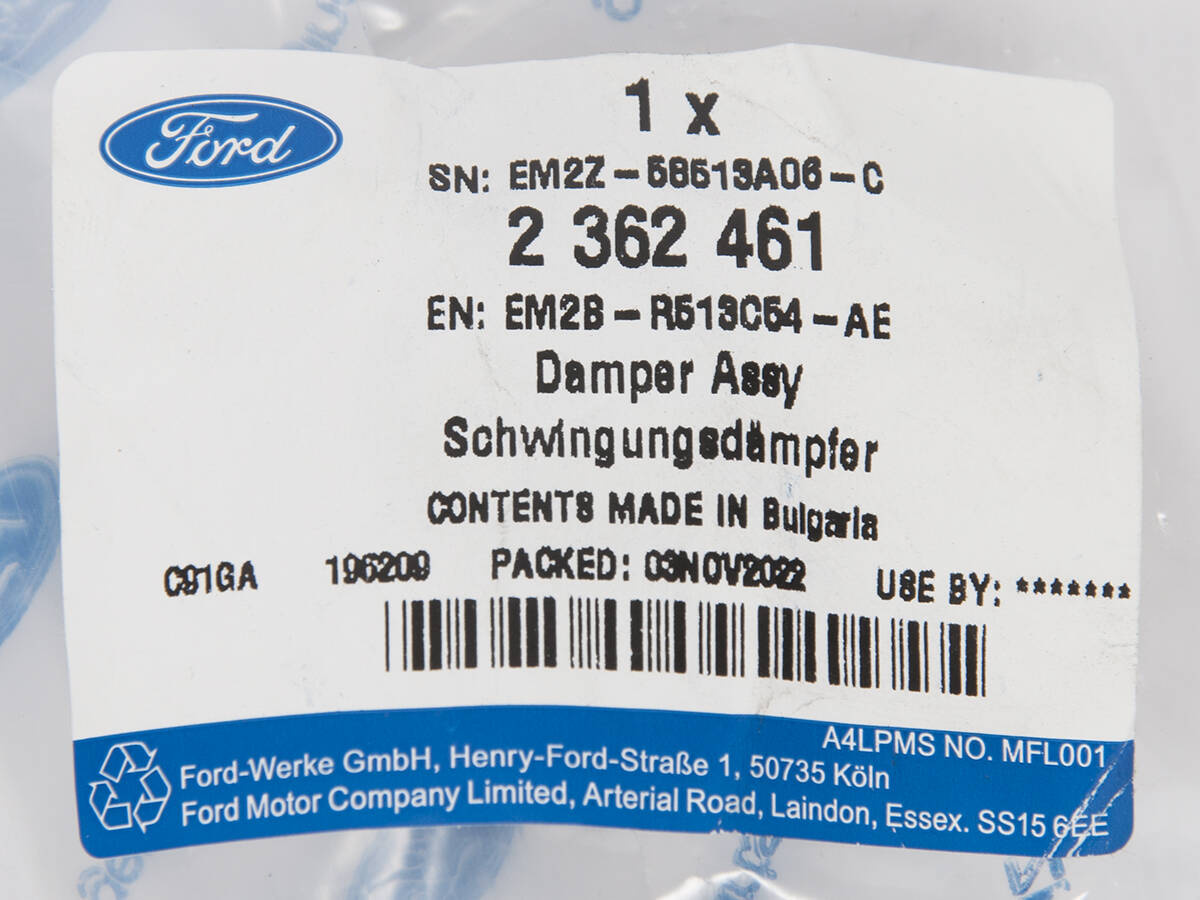 Ford
1 x
SN: EM2Z-58513A06-C
2 362 461
EN: EM2B-R513C54-AE
Damper Assy
Schwingungsdämpfer
CONTENTS MADE IN Bulgaria
C91GA 196209 PACKED: 03NOV2022 USE BY: *******
A4LPMS NO. MFL001
Ford-Werke GmbH, Henry-Ford-Straße 1, 50735 Köln
Ford Motor Company Limited, Arterial Road, Laindon, Essex. SS15 6EE